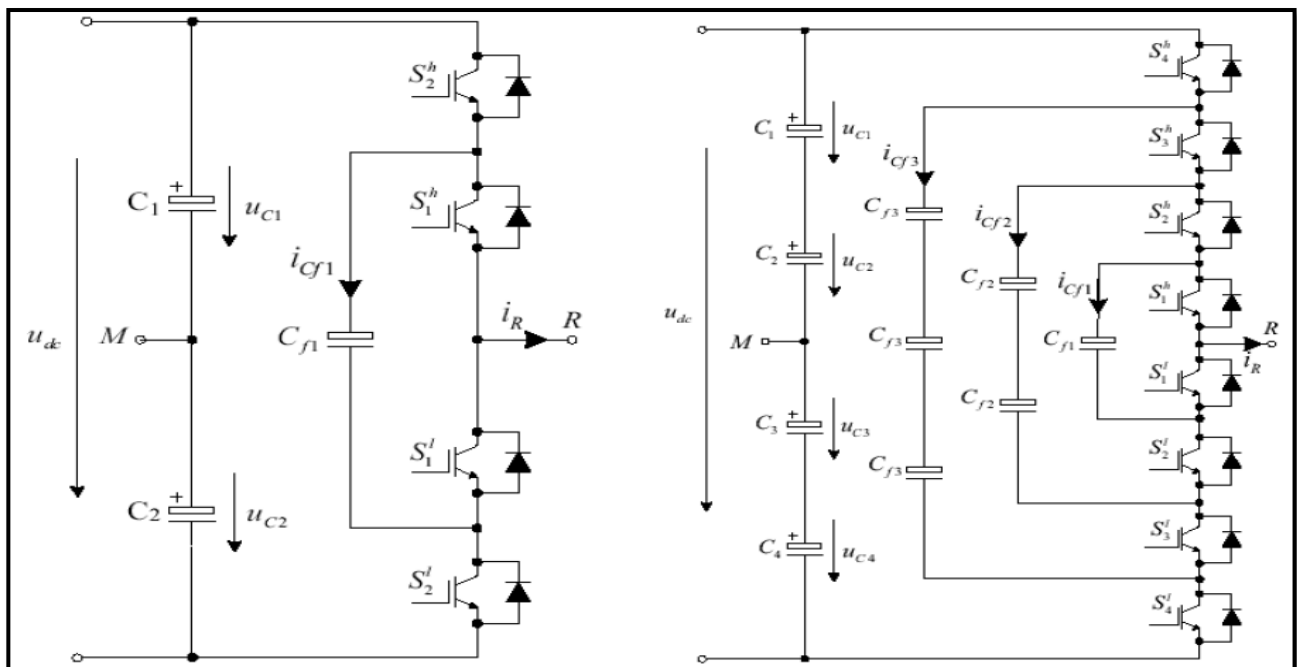 S₂ʰ
C₁ + u_C1
S₁ʰ
i_Cf1
u_dc
M
C_f1
i_R R
S₁ˡ
C₂ + u_C2
S₂ˡ
S₄ʰ
C₁ + u_C1
i_Cf3
S₃ʰ
C_f3
i_Cf2
S₂ʰ
C₂ + u_C2
C_f2
i_Cf1
S₁ʰ
u_dc
M
C_f3
C_f1
R
i_R
S₁ˡ
C₃ + u_C3
C_f2
S₂ˡ
C_f3
S₃ˡ
C₄ + u_C4
S₄ˡ